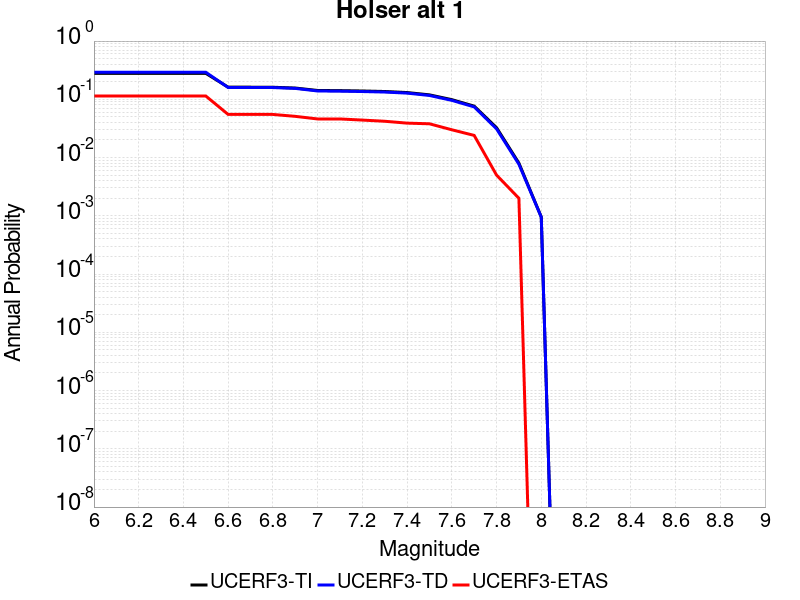 Holser alt 1
10^0
10^-1
10^-2
10^-3
10^-4
10^-5
10^-6
10^-7
10^-8
Annual Probability
6 6.2 6.4 6.6 6.8 7 7.2 7.4 7.6 7.8 8 8.2 8.4 8.6 8.8 9
Magnitude
UCERF3-TI UCERF3-TD UCERF3-ETAS